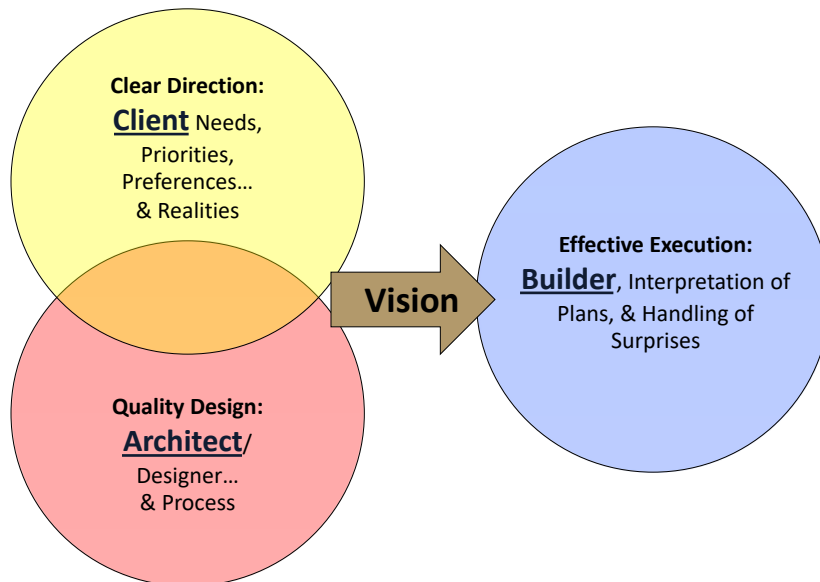 Clear Direction:
Client Needs,
Priorities,
Preferences…
& Realities
Vision
Effective Execution:
Builder, Interpretation of
Plans, & Handling of
Surprises
Quality Design:
Architect/
Designer…
& Process